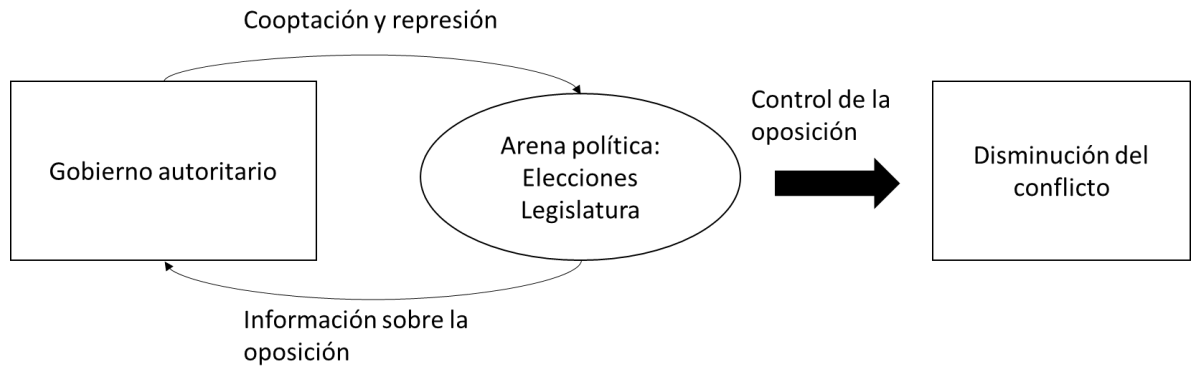 Cooptación y represión
Gobierno autoritario
Arena política:
Elecciones
Legislatura
Control de la
oposición
Disminución del
conflicto
Información sobre la
oposición